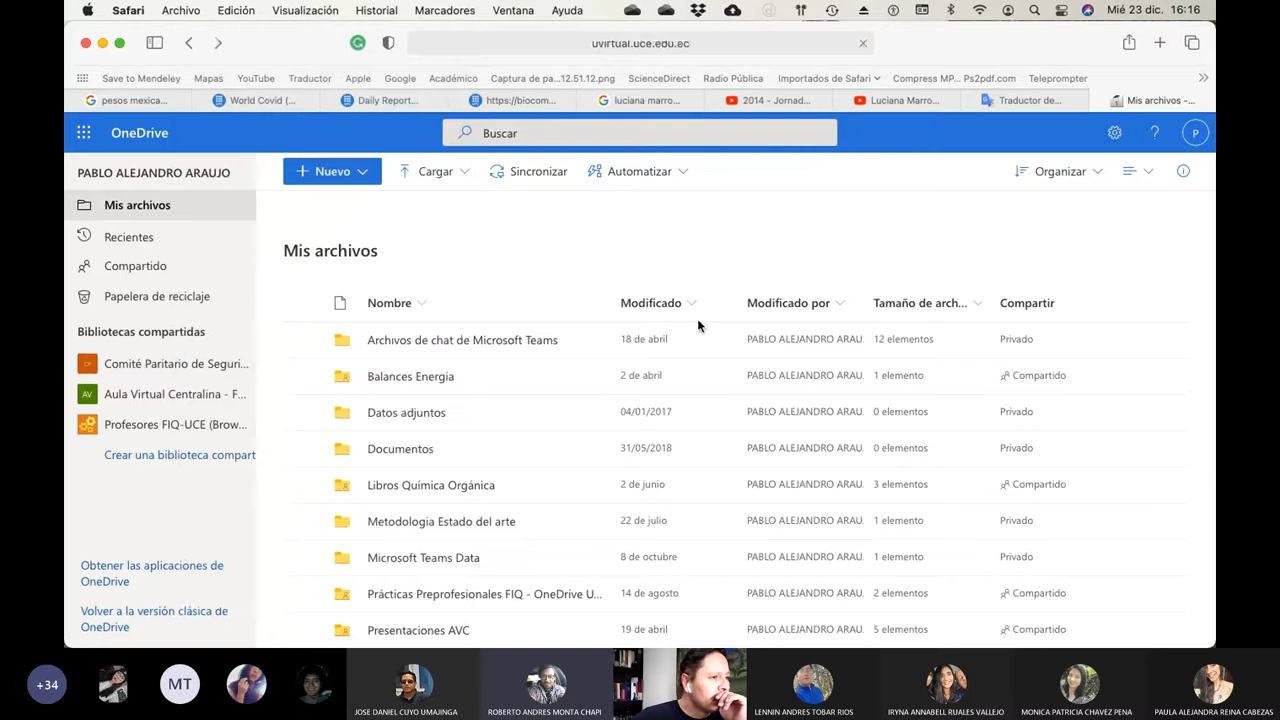 Safari Archivo Edición Visualización Historial Marcadores Ventana Ayuda Mié 23 dic. 16:16
uvirtual.uce.edu.ec
Save to Mendeley Mapas YouTube Traductor Apple Google Académico Captura de pa...12.51.12.png ScienceDirect Radio Pública Importados de Safari Compress MP... Ps2pdf.com Teleprompter
pesos mexica... World Covid (... Daily Report... https://biocom... luciana marro... 2014 - Jornad... Luciana Marro... Traductor de... Mis archivos -...
OneDrive Buscar ? P
PABLO ALEJANDRO ARAUJO
Nuevo Cargar Sincronizar Automatizar Organizar
Mis archivos
Recientes
Compartido
Papelera de reciclaje
Bibliotecas compartidas
CP Comité Paritario de Seguri...
AV Aula Virtual Centralina - F...
Profesores FIQ-UCE (Brow...
Crear una biblioteca compart
Obtener las aplicaciones de
OneDrive
Volver a la versión clásica de
OneDrive
Mis archivos
Nombre Modificado Modificado por Tamaño de arch... Compartir
Archivos de chat de Microsoft Teams 18 de abril PABLO ALEJANDRO ARAU. 12 elementos Privado
Balances Energia 2 de abril PABLO ALEJANDRO ARAU. 1 elemento Compartido
Datos adjuntos 04/01/2017 PABLO ALEJANDRO ARAU. 0 elementos Privado
Documentos 31/05/2018 PABLO ALEJANDRO ARAU. 0 elementos Privado
Libros Química Orgánica 2 de junio PABLO ALEJANDRO ARAU. 3 elementos Compartido
Metodologia Estado del arte 22 de julio PABLO ALEJANDRO ARAU. 1 elemento Privado
Microsoft Teams Data 8 de octubre PABLO ALEJANDRO ARAU. 1 elemento Privado
Prácticas Preprofesionales FIQ - OneDrive U... 14 de agosto PABLO ALEJANDRO ARAU. 2 elementos Compartido
Presentaciones AVC 19 de abril PABLO ALEJANDRO ARAU. 5 elementos Compartido
+34 MT
JOSE DANIEL CUYO UMAJINGA ROBERTO ANDRES MONTA CHAPI LENNIN ANDRES TOBAR RIOS IRYNA ANNABELL RUALES VALLEJO MONICA PATRICIA CHAVEZ PENA PAULA ALEJANDRA REINA CABEZAS